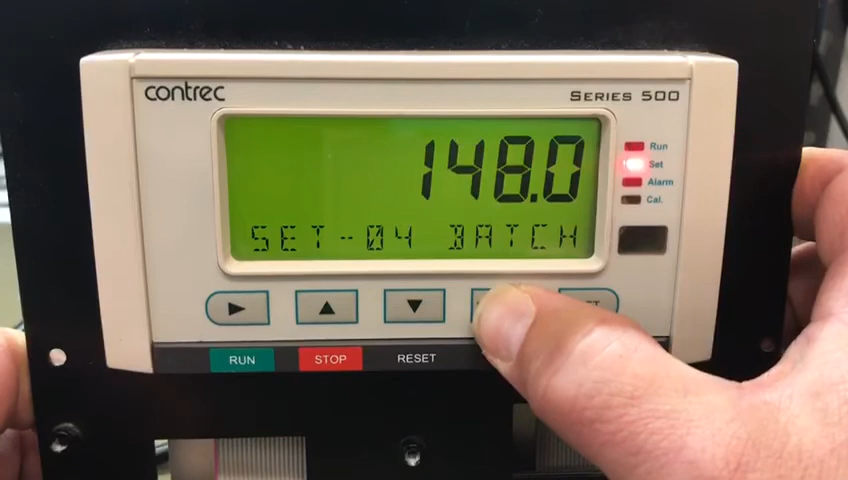 contrec SERIES 500
148.0
SET-04 BATCH
Run
Set
Alarm
Cal.
RUN STOP RESET